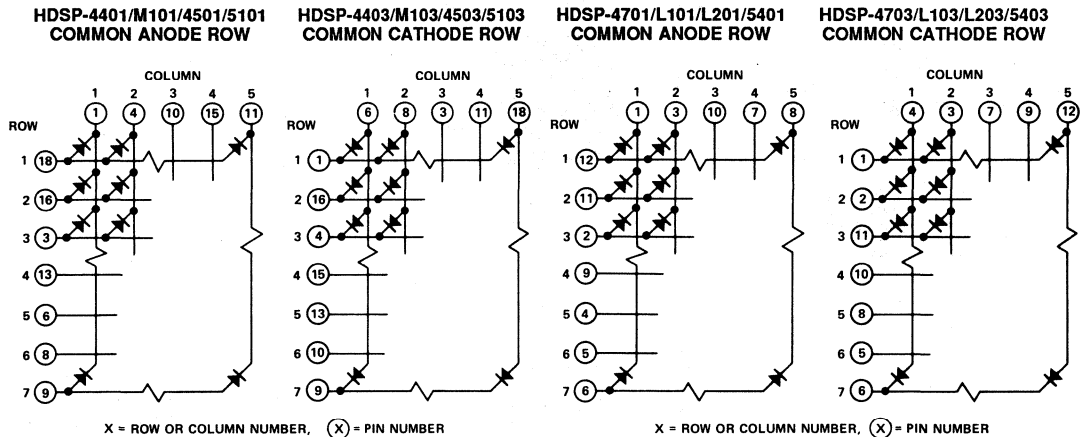 HDSP-4401/M101/4501/5101
COMMON ANODE ROW
COLUMN
1 2 3 4 5
1 4 10 15 11
ROW
1 18
2 16
3 3
4 13
5 6
6 8
7 9
HDSP-4403/M103/4503/5103
COMMON CATHODE ROW
COLUMN
1 2 3 4 5
6 8 3 11 18
ROW
1 1
2 16
3 4
4 15
5 13
6 10
7 9
X = ROW OR COLUMN NUMBER, X = PIN NUMBER
HDSP-4701/L101/L201/5401
COMMON ANODE ROW
COLUMN
1 2 3 4 5
1 3 10 7 8
ROW
1 12
2 11
3 2
4 9
5 4
6 5
7 6
HDSP-4703/L103/L203/5403
COMMON CATHODE ROW
COLUMN
1 2 3 4 5
4 3 7 9 12
ROW
1 1
2 2
3 11
4 10
5 8
6 5
7 6
X = ROW OR COLUMN NUMBER, X = PIN NUMBER